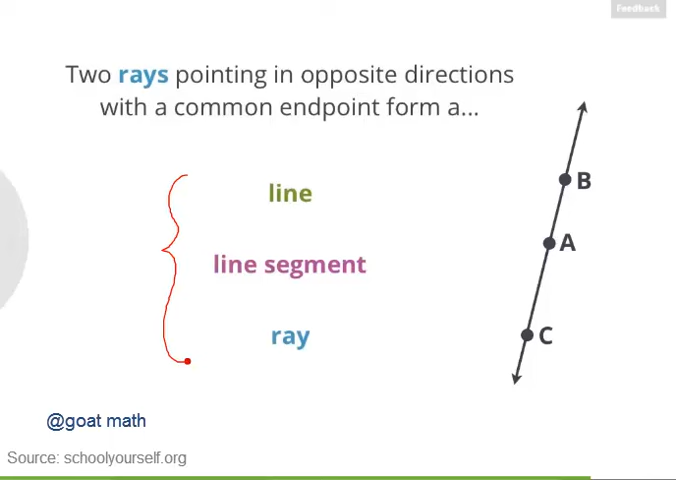 Feedback
Two rays pointing in opposite directions
with a common endpoint form a...
line
line segment
ray
B
A
C
@goat math
Source: schoolyourself.org